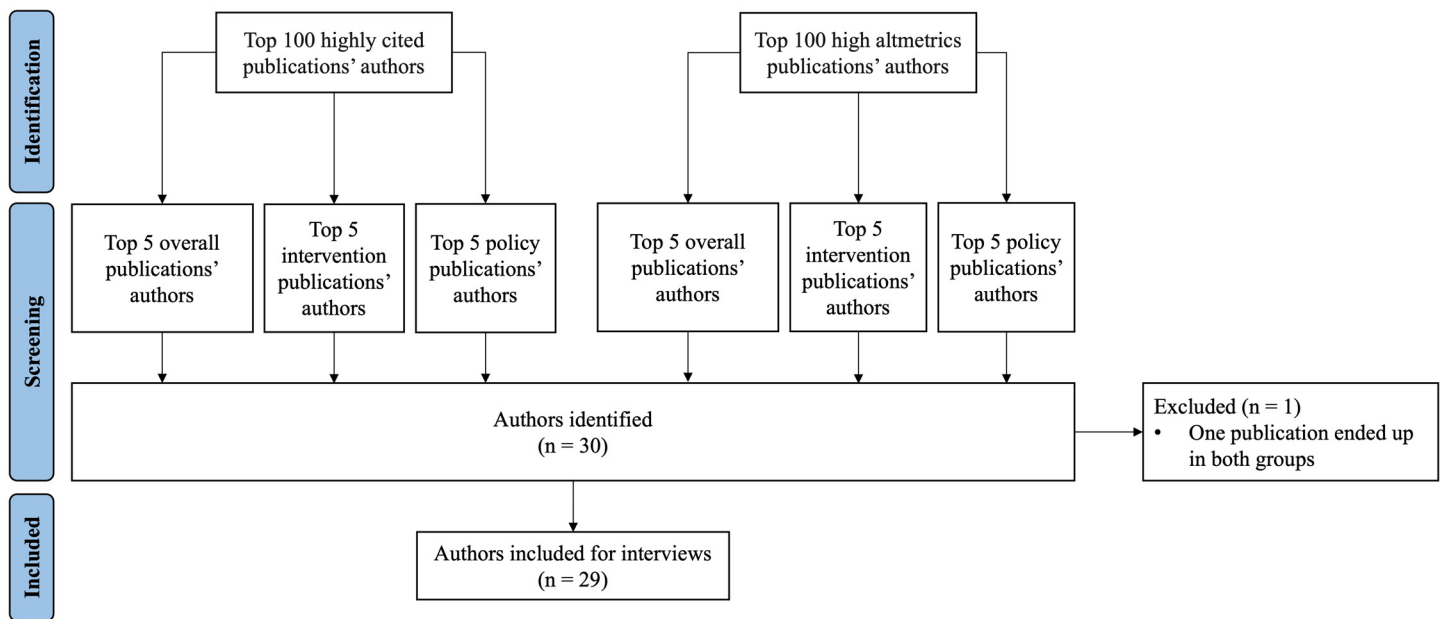 Identification
Top 100 highly cited
publications’ authors
Top 100 high altmetrics
publications’ authors
Screening
Top 5 overall
publications’
authors
Top 5
intervention
publications’
authors
Top 5 policy
publications’
authors
Top 5 overall
publications’
authors
Top 5
intervention
publications’
authors
Top 5 policy
publications’
authors
Authors identified
(n = 30)
Excluded (n = 1)
• One publication ended up
in both groups
Included
Authors included for interviews
(n = 29)